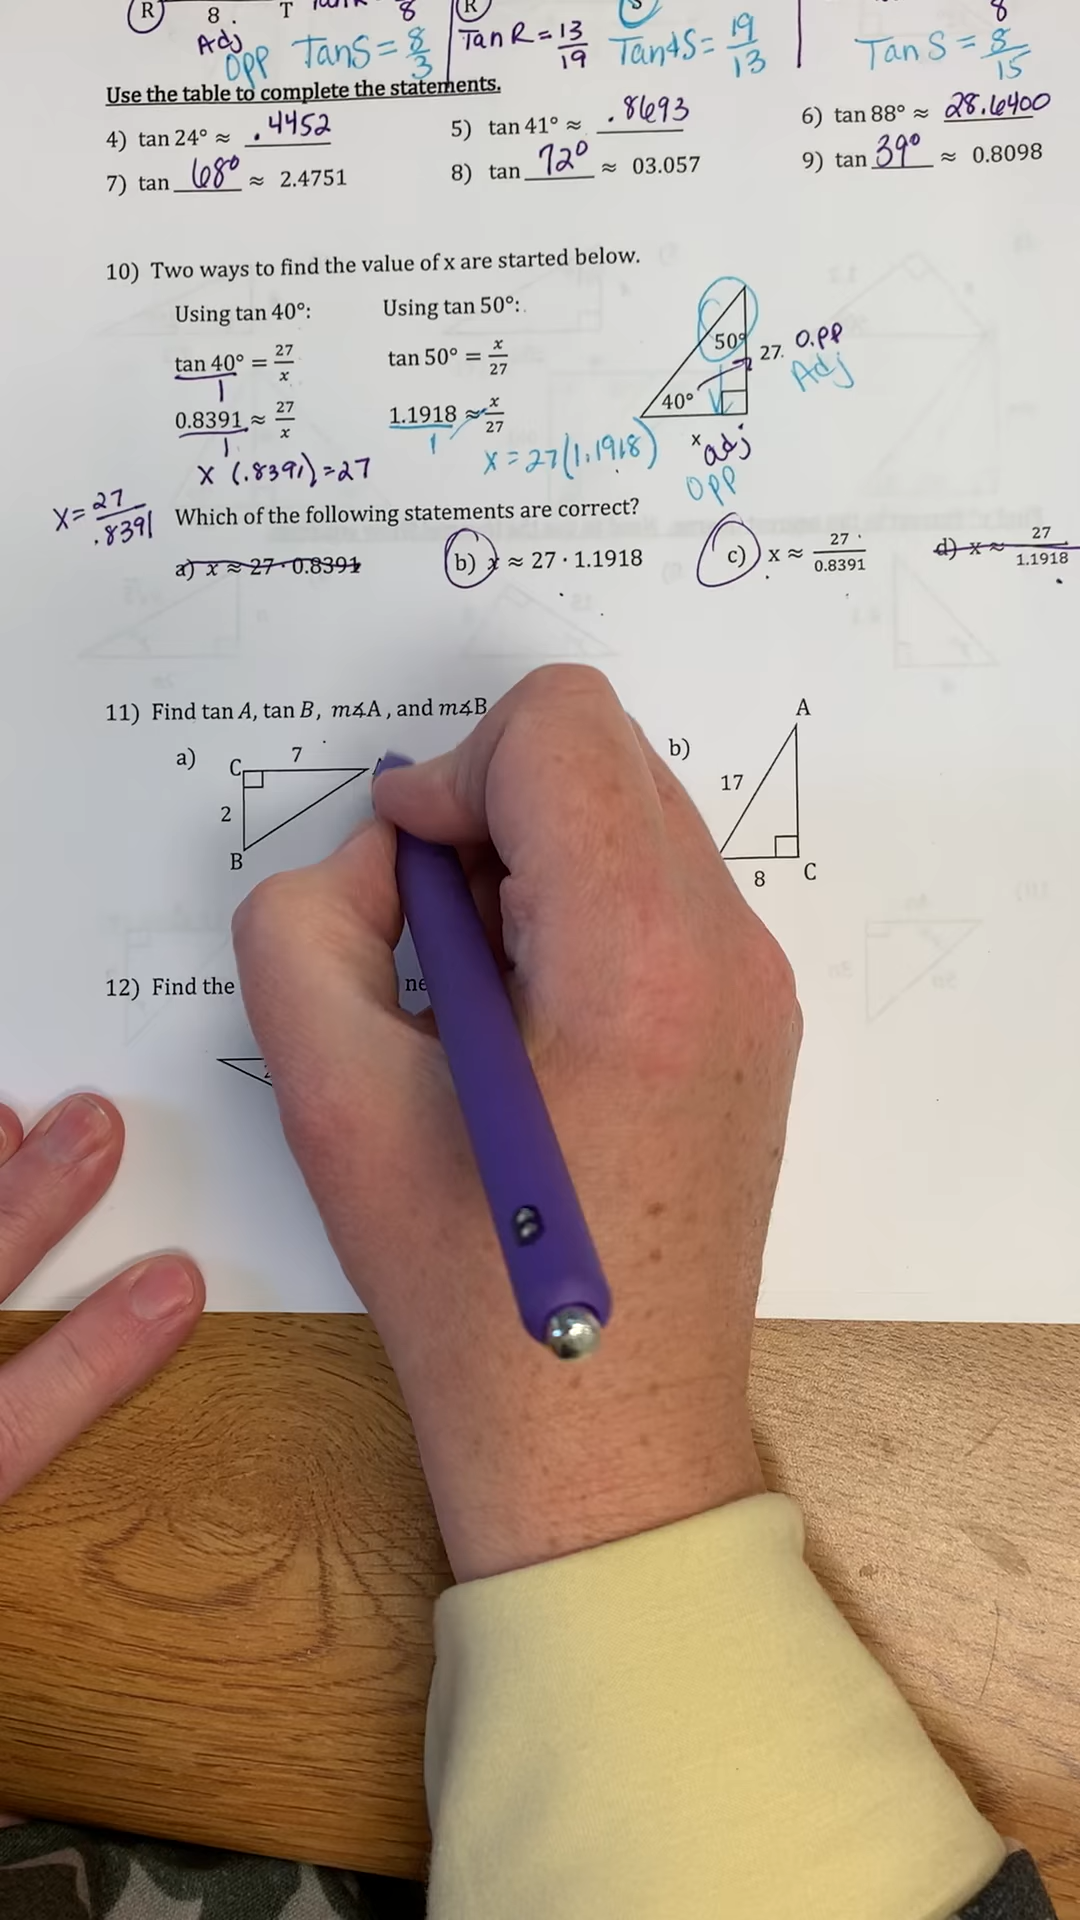 R 8 . T 8 R S 8
Adj
Opp Tan S = 8/3 Tan R = 13/19 Tan S = 19/13 Tan S = 8/15
Use the table to complete the statements.
4) tan 24° ≈ .4452 5) tan 41° ≈ .8693 6) tan 88° ≈ 28.6400
7) tan 68° ≈ 2.4751 8) tan 72° ≈ 03.057 9) tan 39° ≈ 0.8098
10) Two ways to find the value of x are started below.
Using tan 40°: Using tan 50°:
tan 40° = 27/x tan 50° = x/27
1
0.8391 ≈ 27/x 1.1918 ≈ x/27
1 1
x (.8391) = 27 x = 27(1.1918)
x = 27/.8391
50° 27. Opp
Adj
40°
x adj
Opp
Which of the following statements are correct?
a) x ≈ 27 · 0.8391 b) x ≈ 27 · 1.1918 c) x ≈ 27/0.8391 d) x ≈ 27/1.1918
11) Find tan A, tan B, m∡A, and m∡B
a) C 7
2
B
b) A
17
8 C
12) Find the